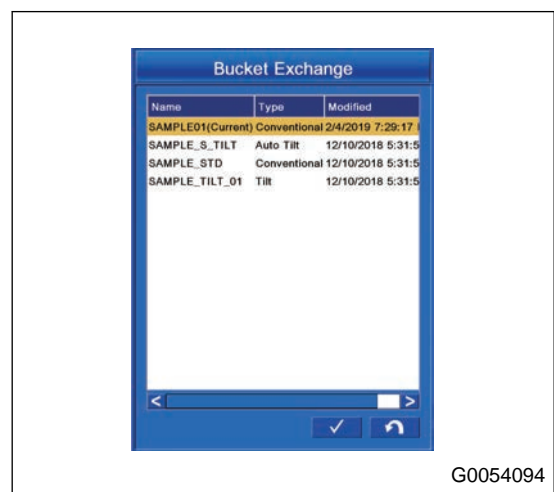 Bucket Exchange
Name Type Modified
SAMPLE01(Current) Conventional 2/4/2019 7:29:17
SAMPLE_S_TILT Auto Tilt 12/10/2018 5:31:5
SAMPLE_STD Conventional 12/10/2018 5:31:5
SAMPLE_TILT_01 Tilt 12/10/2018 5:31:5
< >
G0054094